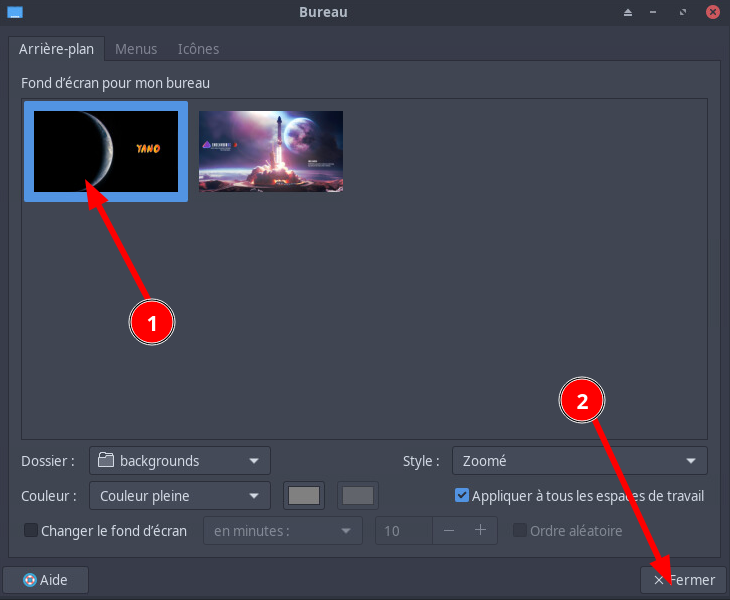 Bureau
Arrière-plan Menus Icônes
Fond d'écran pour mon bureau
YANO
1
2
Dossier : backgrounds Style : Zoomé
Couleur : Couleur pleine Appliquer à tous les espaces de travail
Changer le fond d'écran en minutes : 10 Ordre aléatoire
Aide Fermer